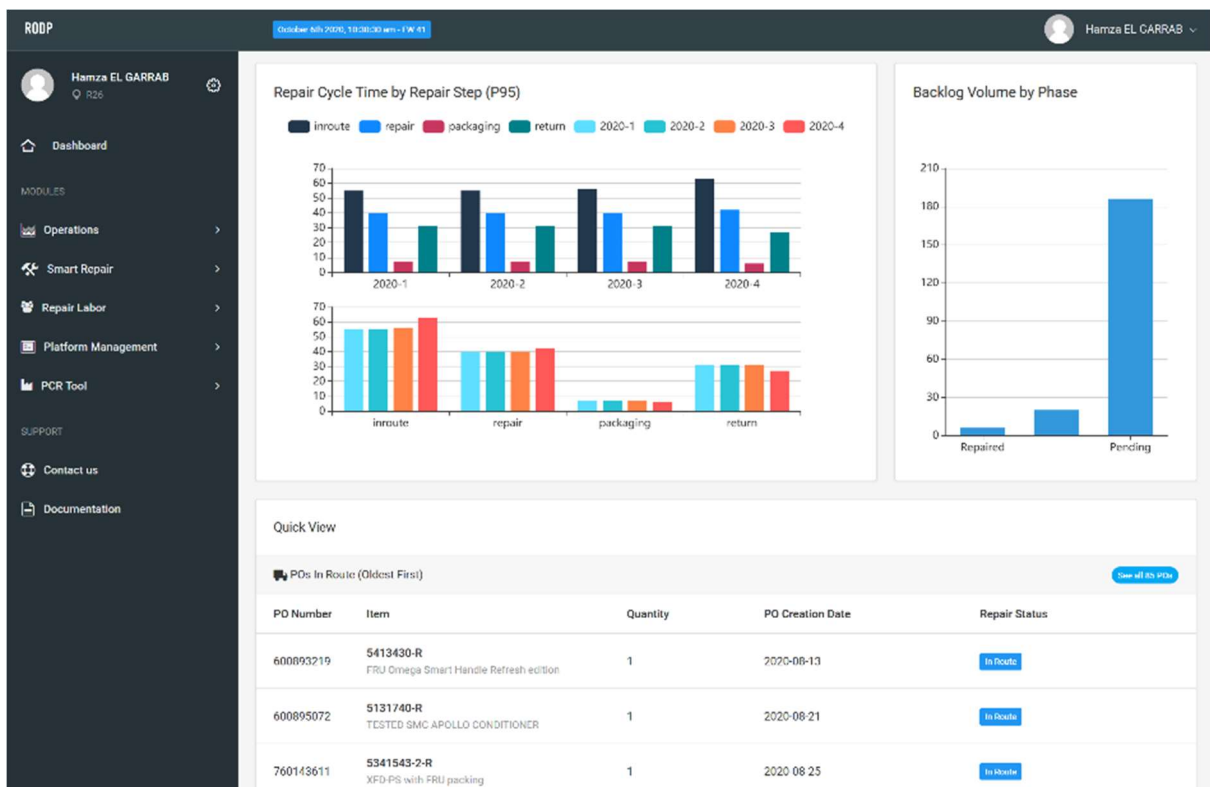 RODP
October 6th 2020, 10:30:30 am - FW 41
Hamza EL GARRAB
Hamza EL GARRAB
R26
Dashboard
MODULES
Operations
Smart Repair
Repair Labor
Platform Management
PCR Tool
SUPPORT
Contact us
Documentation
Repair Cycle Time by Repair Step (P95)
inroute repair packaging return 2020-1 2020-2 2020-3 2020-4
70
60
50
40
30
20
10
0
2020-1 2020-2 2020-3 2020-4
70
60
50
40
30
20
10
0
inroute repair packaging return
Backlog Volume by Phase
210
180
150
120
90
60
30
0
Repaired Pending
Quick View
POs In Route (Oldest First)
See all 85 POs
PO Number Item Quantity PO Creation Date Repair Status
600893219 5413430-R 1 2020-08-13 In Route
FRU Omega Smart Handle Refresh edition
600895072 5131740-R 1 2020-08-21 In Route
TESTED SMC APOLLO CONDITIONER
760143611 5341543-2-R 1 2020-08-25 In Route
XFD-PS with FRU packing